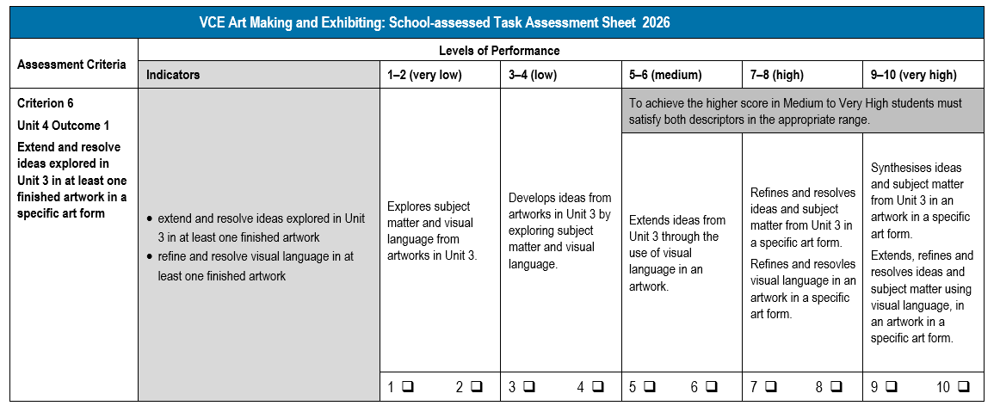 VCE Art Making and Exhibiting: School-assessed Task Assessment Sheet 2026
Assessment Criteria
Levels of Performance
Indicators
1–2 (very low)
3–4 (low)
5–6 (medium)
7–8 (high)
9–10 (very high)
Criterion 6
Unit 4 Outcome 1
Extend and resolve
ideas explored in
Unit 3 in at least one
finished artwork in a
specific art form
• extend and resolve ideas explored in Unit
3 in at least one finished artwork
• refine and resolve visual language in at
least one finished artwork
Explores subject
matter and visual
language from
artworks in Unit 3.
Develops ideas from
artworks in Unit 3 by
exploring subject
matter and visual
language.
To achieve the higher score in Medium to Very High students must
satisfy both descriptors in the appropriate range.
Extends ideas from
Unit 3 through the
use of visual
language in an
artwork.
Refines and resolves
ideas and subject
matter from Unit 3 in
a specific art form.
Refines and resovles
visual language in an
artwork in a specific
art form.
Synthesises ideas
and subject matter
from Unit 3 in an
artwork in a specific
art form.
Extends, refines and
resolves ideas and
subject matter using
visual language, in
an artwork in a
specific art form.
1 ❑ 2 ❑ 3 ❑ 4 ❑ 5 ❑ 6 ❑ 7 ❑ 8 ❑ 9 ❑ 10 ❑